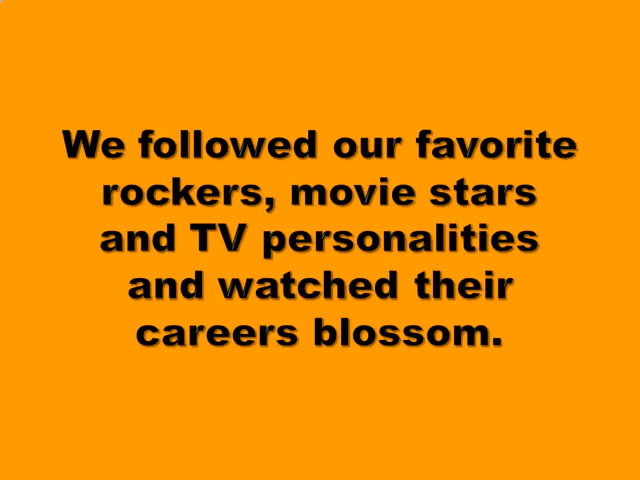 We followed our favorite
rockers, movie stars
and TV personalities
and watched their
careers blossom.